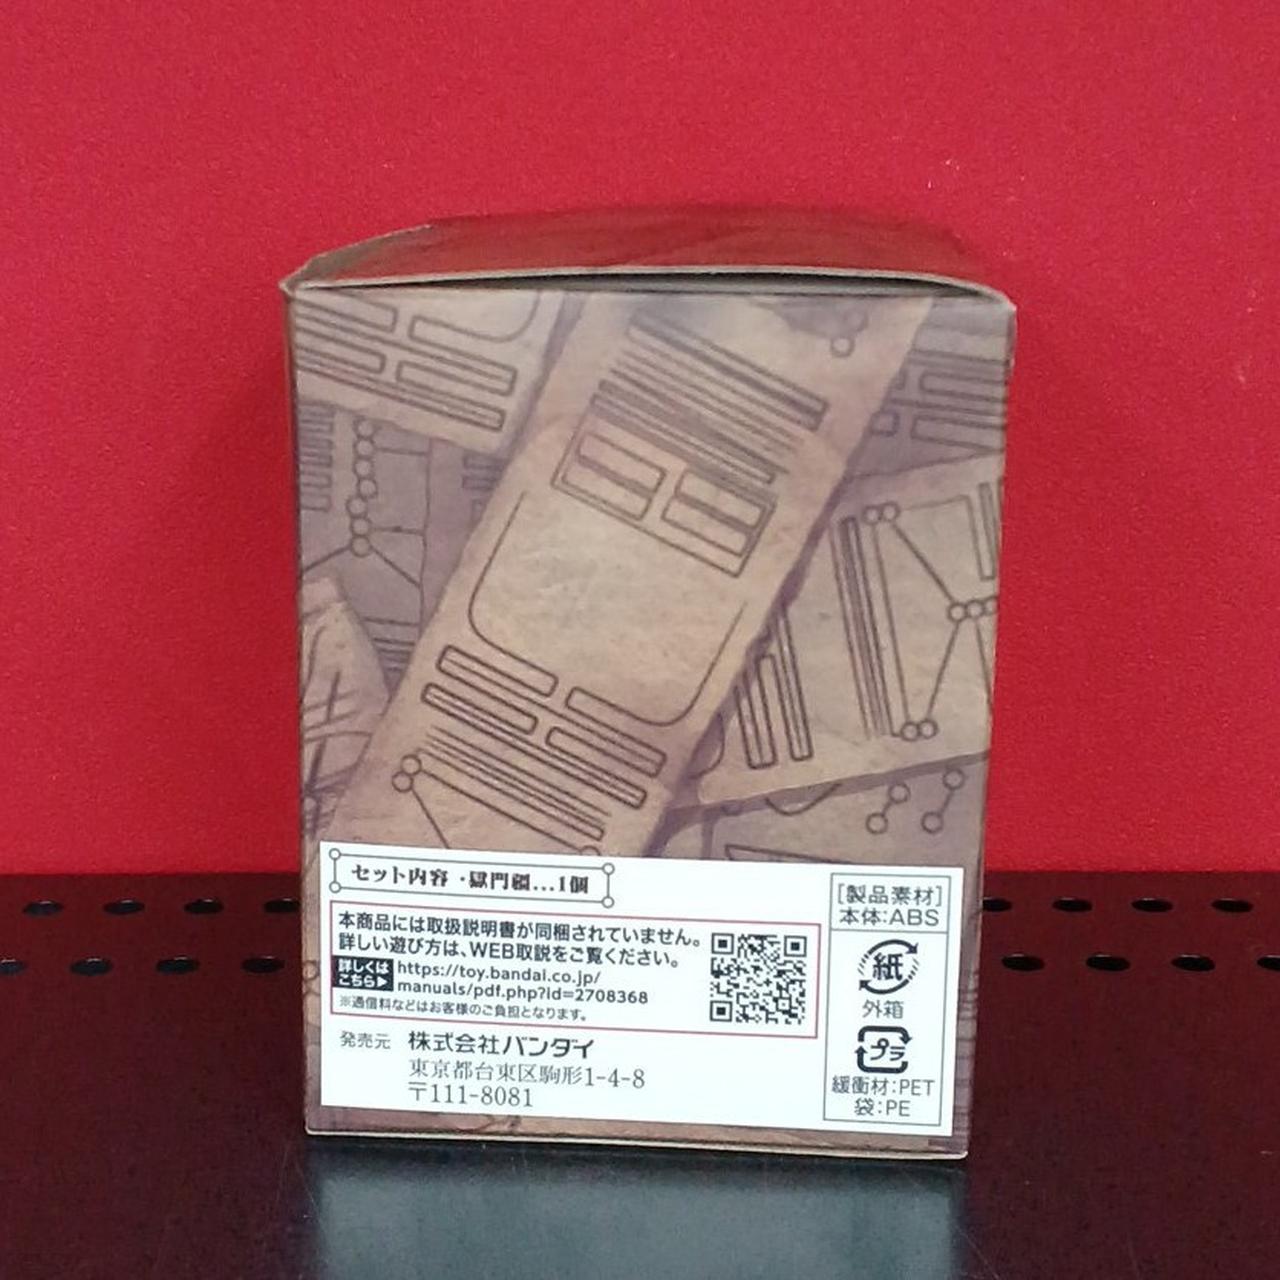 セット内容 ・獄門疆…1個
本商品には取扱説明書が同梱されていません。
詳しい遊び方は、WEB取説をご覧ください。
詳しくは
こちら▶
https://toy.bandai.co.jp/
manuals/pdf.php?id=2708368
※通信料などはお客様のご負担となります。
発売元 株式会社バンダイ
東京都台東区駒形1-4-8
〒111-8081
[製品素材]
本体:ABS
紙
外箱
プラ
緩衝材:PET
袋:PE